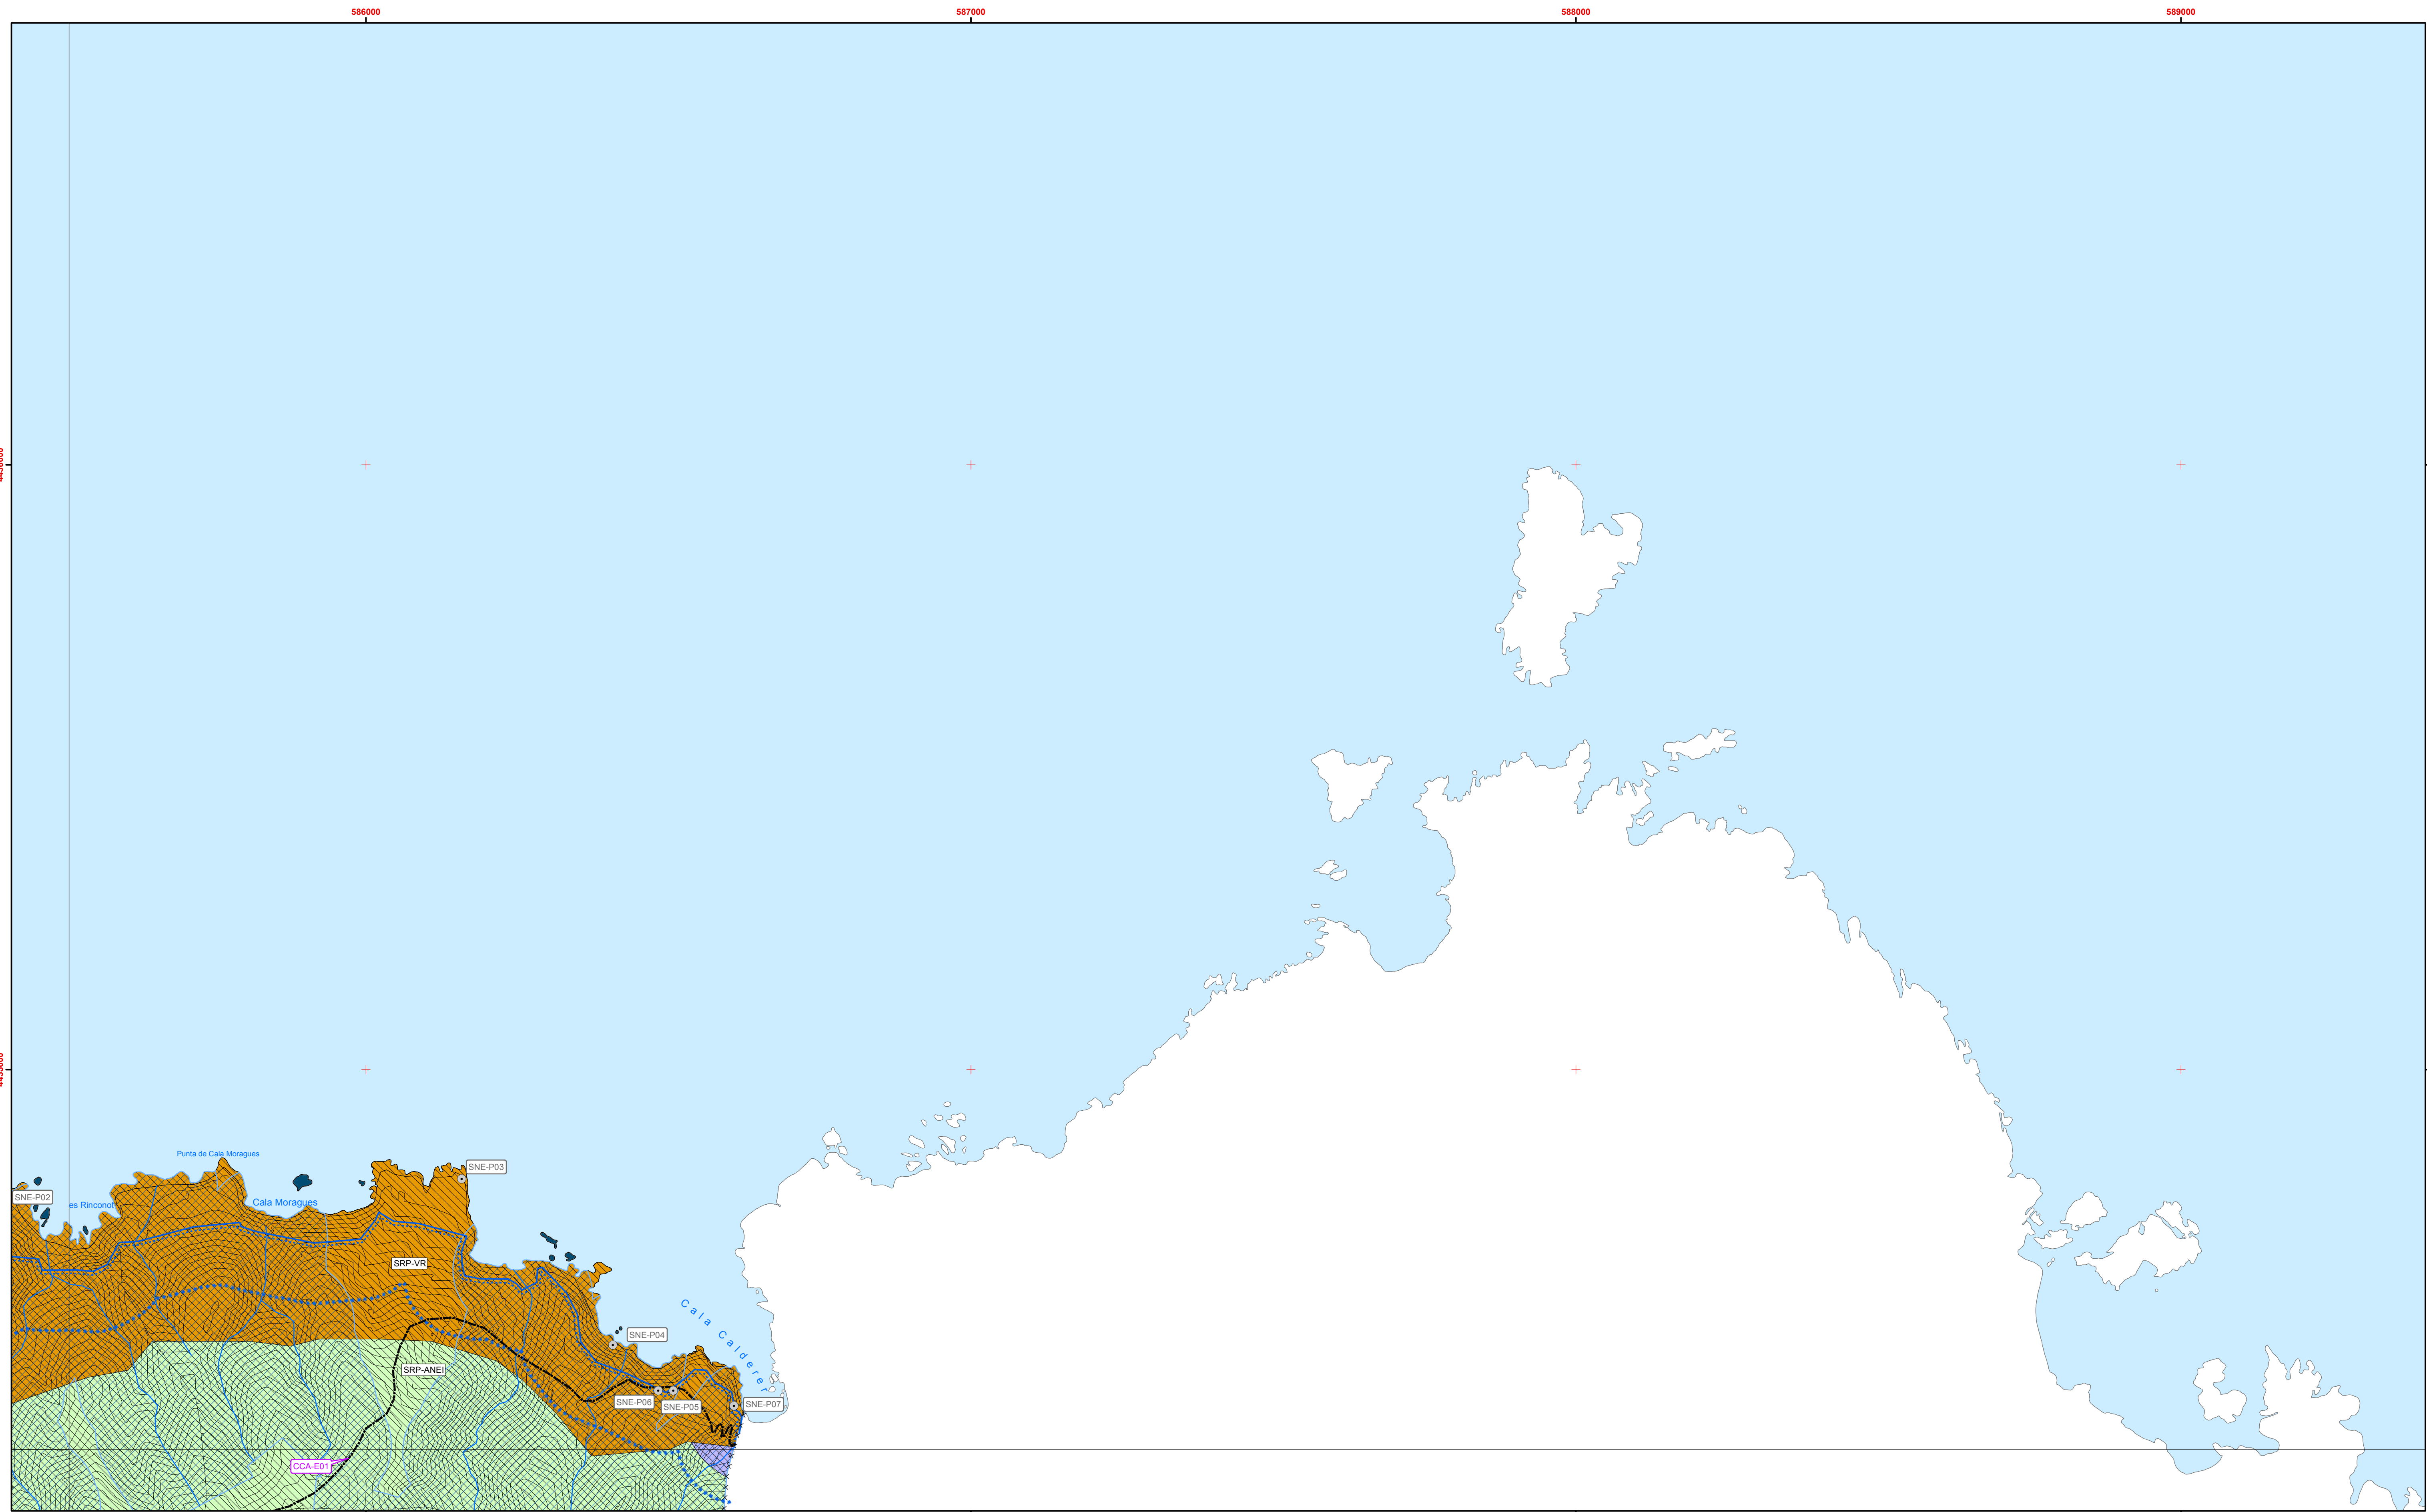 586000
587000
588000
589000
Punta de Cala Moragues
SNE-P03
SNE-P02
es Rinconot
Cala Moragues
SRP-VR
Cala Calderer
SNE-P04
SRP-ANEI
SNE-P06
SNE-P05
SNE-P07
CCA-E01